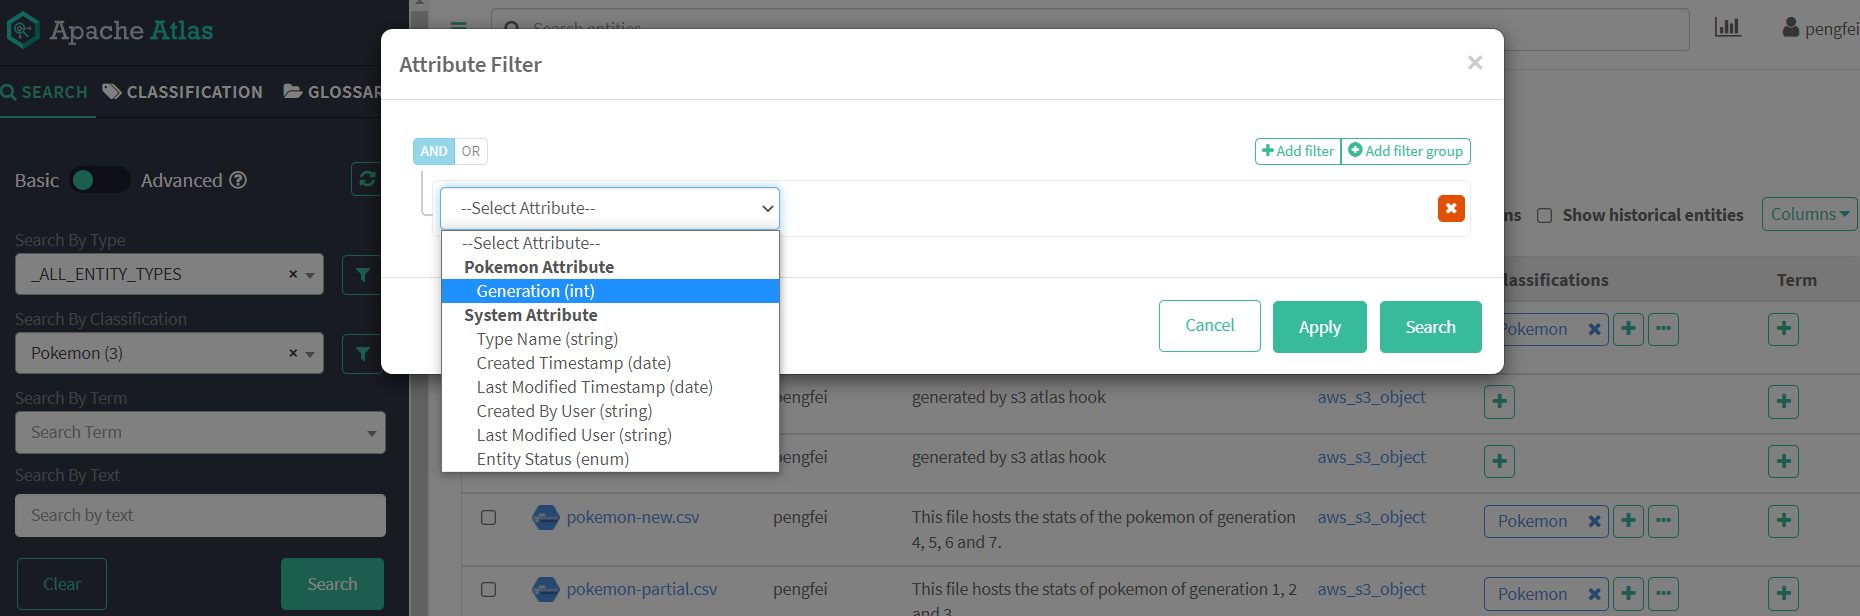 Apache Atlas
Search entities
pengfei
SEARCH CLASSIFICATION GLOSSAR
Attribute Filter
×
AND OR
Add filter Add filter group
Basic Advanced
--Select Attribute--
--Select Attribute--
Pokemon Attribute
Generation (int)
System Attribute
Type Name (string)
Created Timestamp (date)
Last Modified Timestamp (date)
Created By User (string)
Last Modified User (string)
Entity Status (enum)
Cancel Apply Search
Search By Type
_ALL_ENTITY_TYPES ×
Search By Classification
Pokemon (3) ×
Search By Term
Search Term
Search By Text
Search by text
Clear Search
ns Show historical entities Columns
lassifications Term
Pokemon
pengfei generated by s3 atlas hook aws_s3_object
pengfei generated by s3 atlas hook aws_s3_object
pokemon-new.csv pengfei This file hosts the stats of the pokemon of generation aws_s3_object Pokemon
4, 5, 6 and 7.
pokemon-partial.csv pengfei This file hosts the stats of pokemon of generation 1, 2 aws_s3_object Pokemon
and 3